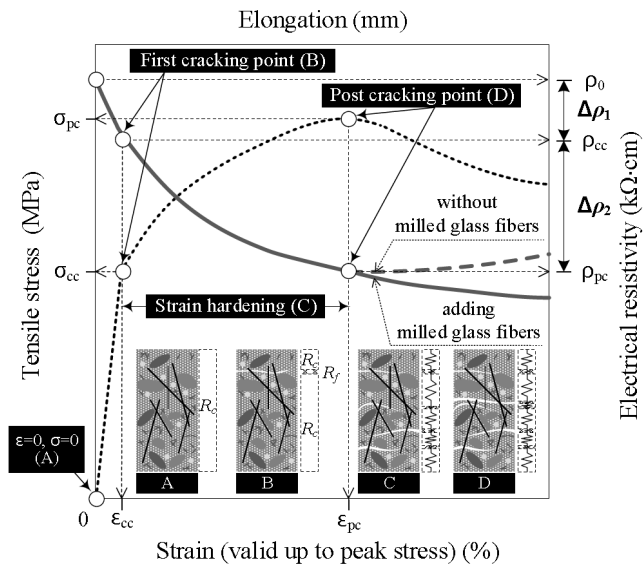 Elongation (mm)
First cracking point (B)
ρ0
Δρ1
Post cracking point (D)
σpc
ρcc
Δρ2
without
milled glass fibers
σcc
ρpc
Strain hardening (C)
adding
milled glass fibers
Tensile stress (MPa)
Electrical resistivity (kΩ·cm)
Rc
Rc
Rf
Rc
ε=0, σ=0
(A)
A
B
C
D
0
εcc
εpc
Strain (valid up to peak stress) (%)